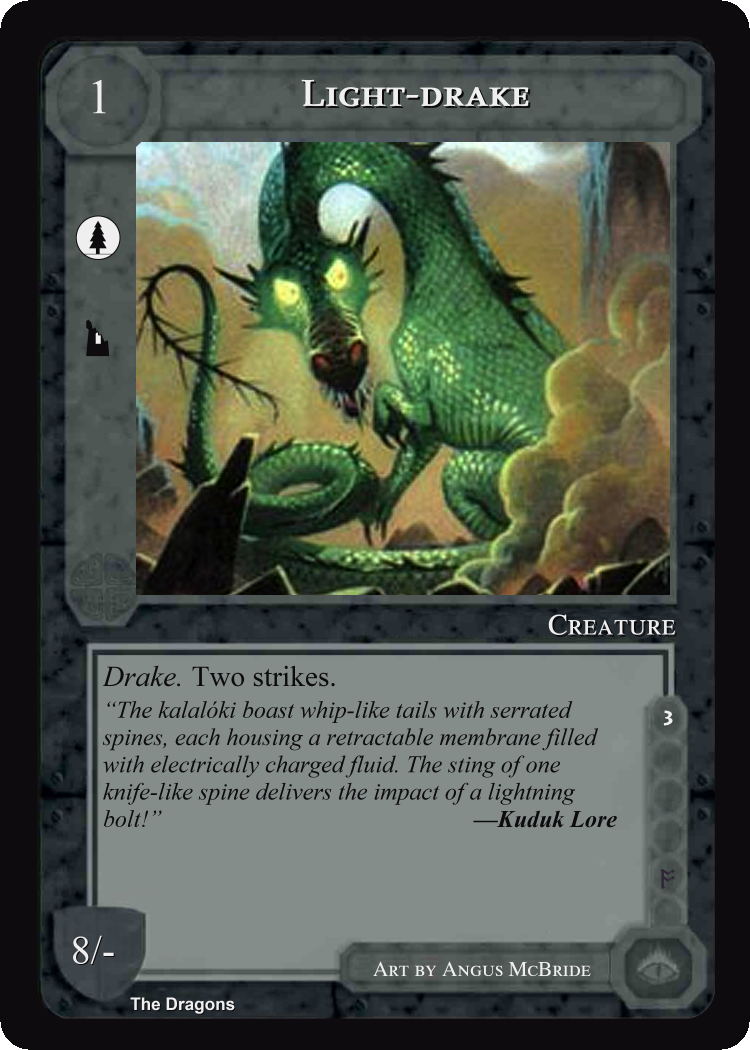 1
LIGHT-DRAKE
CREATURE
Drake. Two strikes.
“The kalalóki boast whip-like tails with serrated
spines, each housing a retractable membrane filled
with electrically charged fluid. The sting of one
knife-like spine delivers the impact of a lightning
bolt!” —Kuduk Lore
3
ᚩ
8/-
ART BY ANGUS MCBRIDE
The Dragons